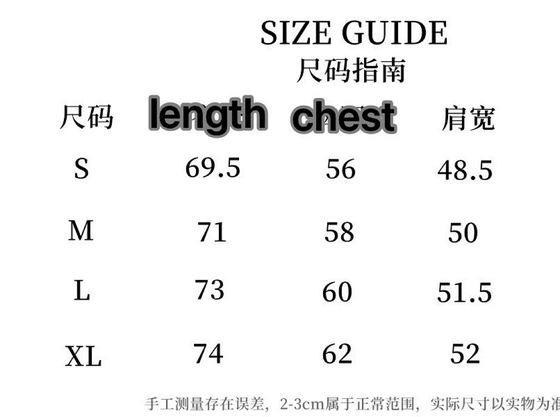 SIZE GUIDE
尺码指南
尺码 length chest 肩宽
S 69.5 56 48.5
M 71 58 50
L 73 60 51.5
XL 74 62 52
手工测量存在误差，2-3cm属于正常范围，实际尺寸以实物为准